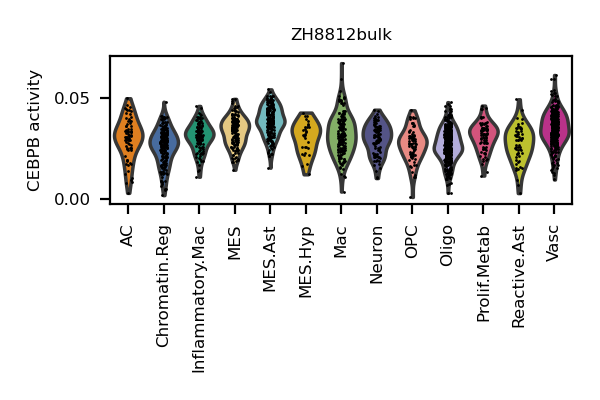 ZH8812bulk
CEBPB activity
0.05
0.00
AC
Chromatin.Reg
Inflammatory.Mac
MES
MES.Ast
MES.Hyp
Mac
Neuron
OPC
Oligo
Prolif.Metab
Reactive.Ast
Vasc